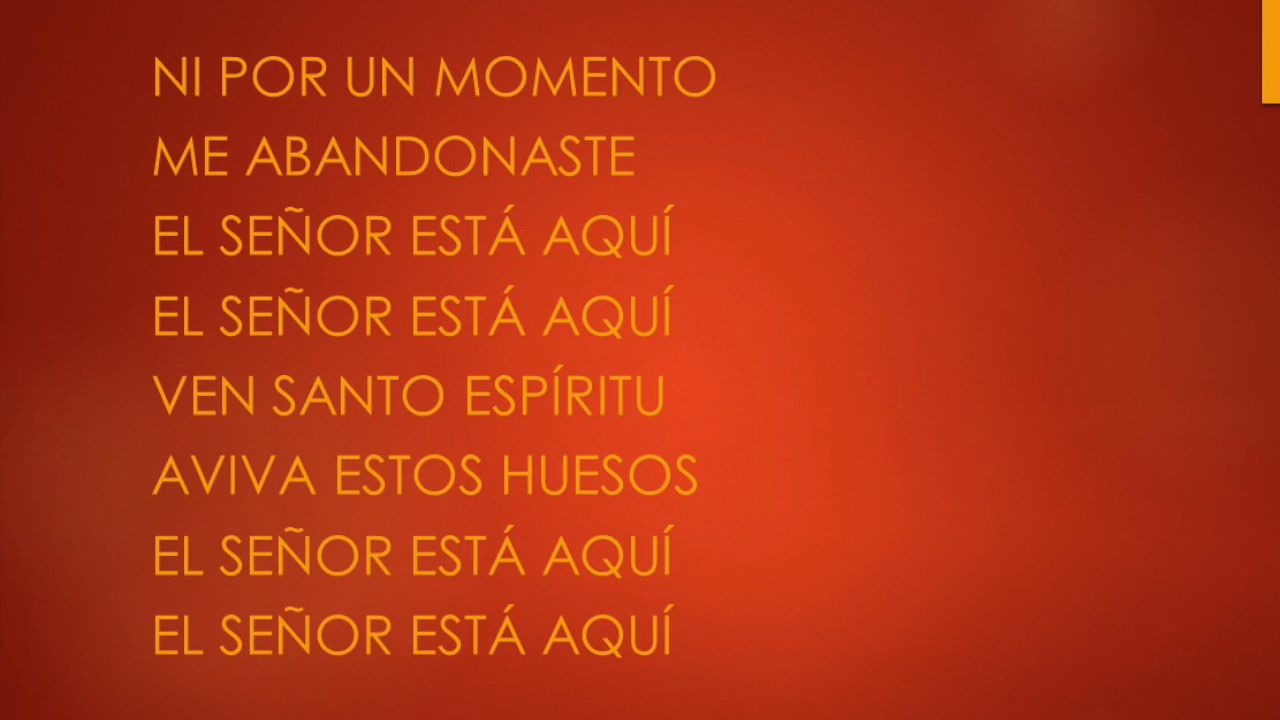 NI POR UN MOMENTO
ME ABANDONASTE
EL SEÑOR ESTÁ AQUÍ
EL SEÑOR ESTÁ AQUÍ
VEN SANTO ESPÍRITU
AVIVA ESTOS HUESOS
EL SEÑOR ESTÁ AQUÍ
EL SEÑOR ESTÁ AQUÍ